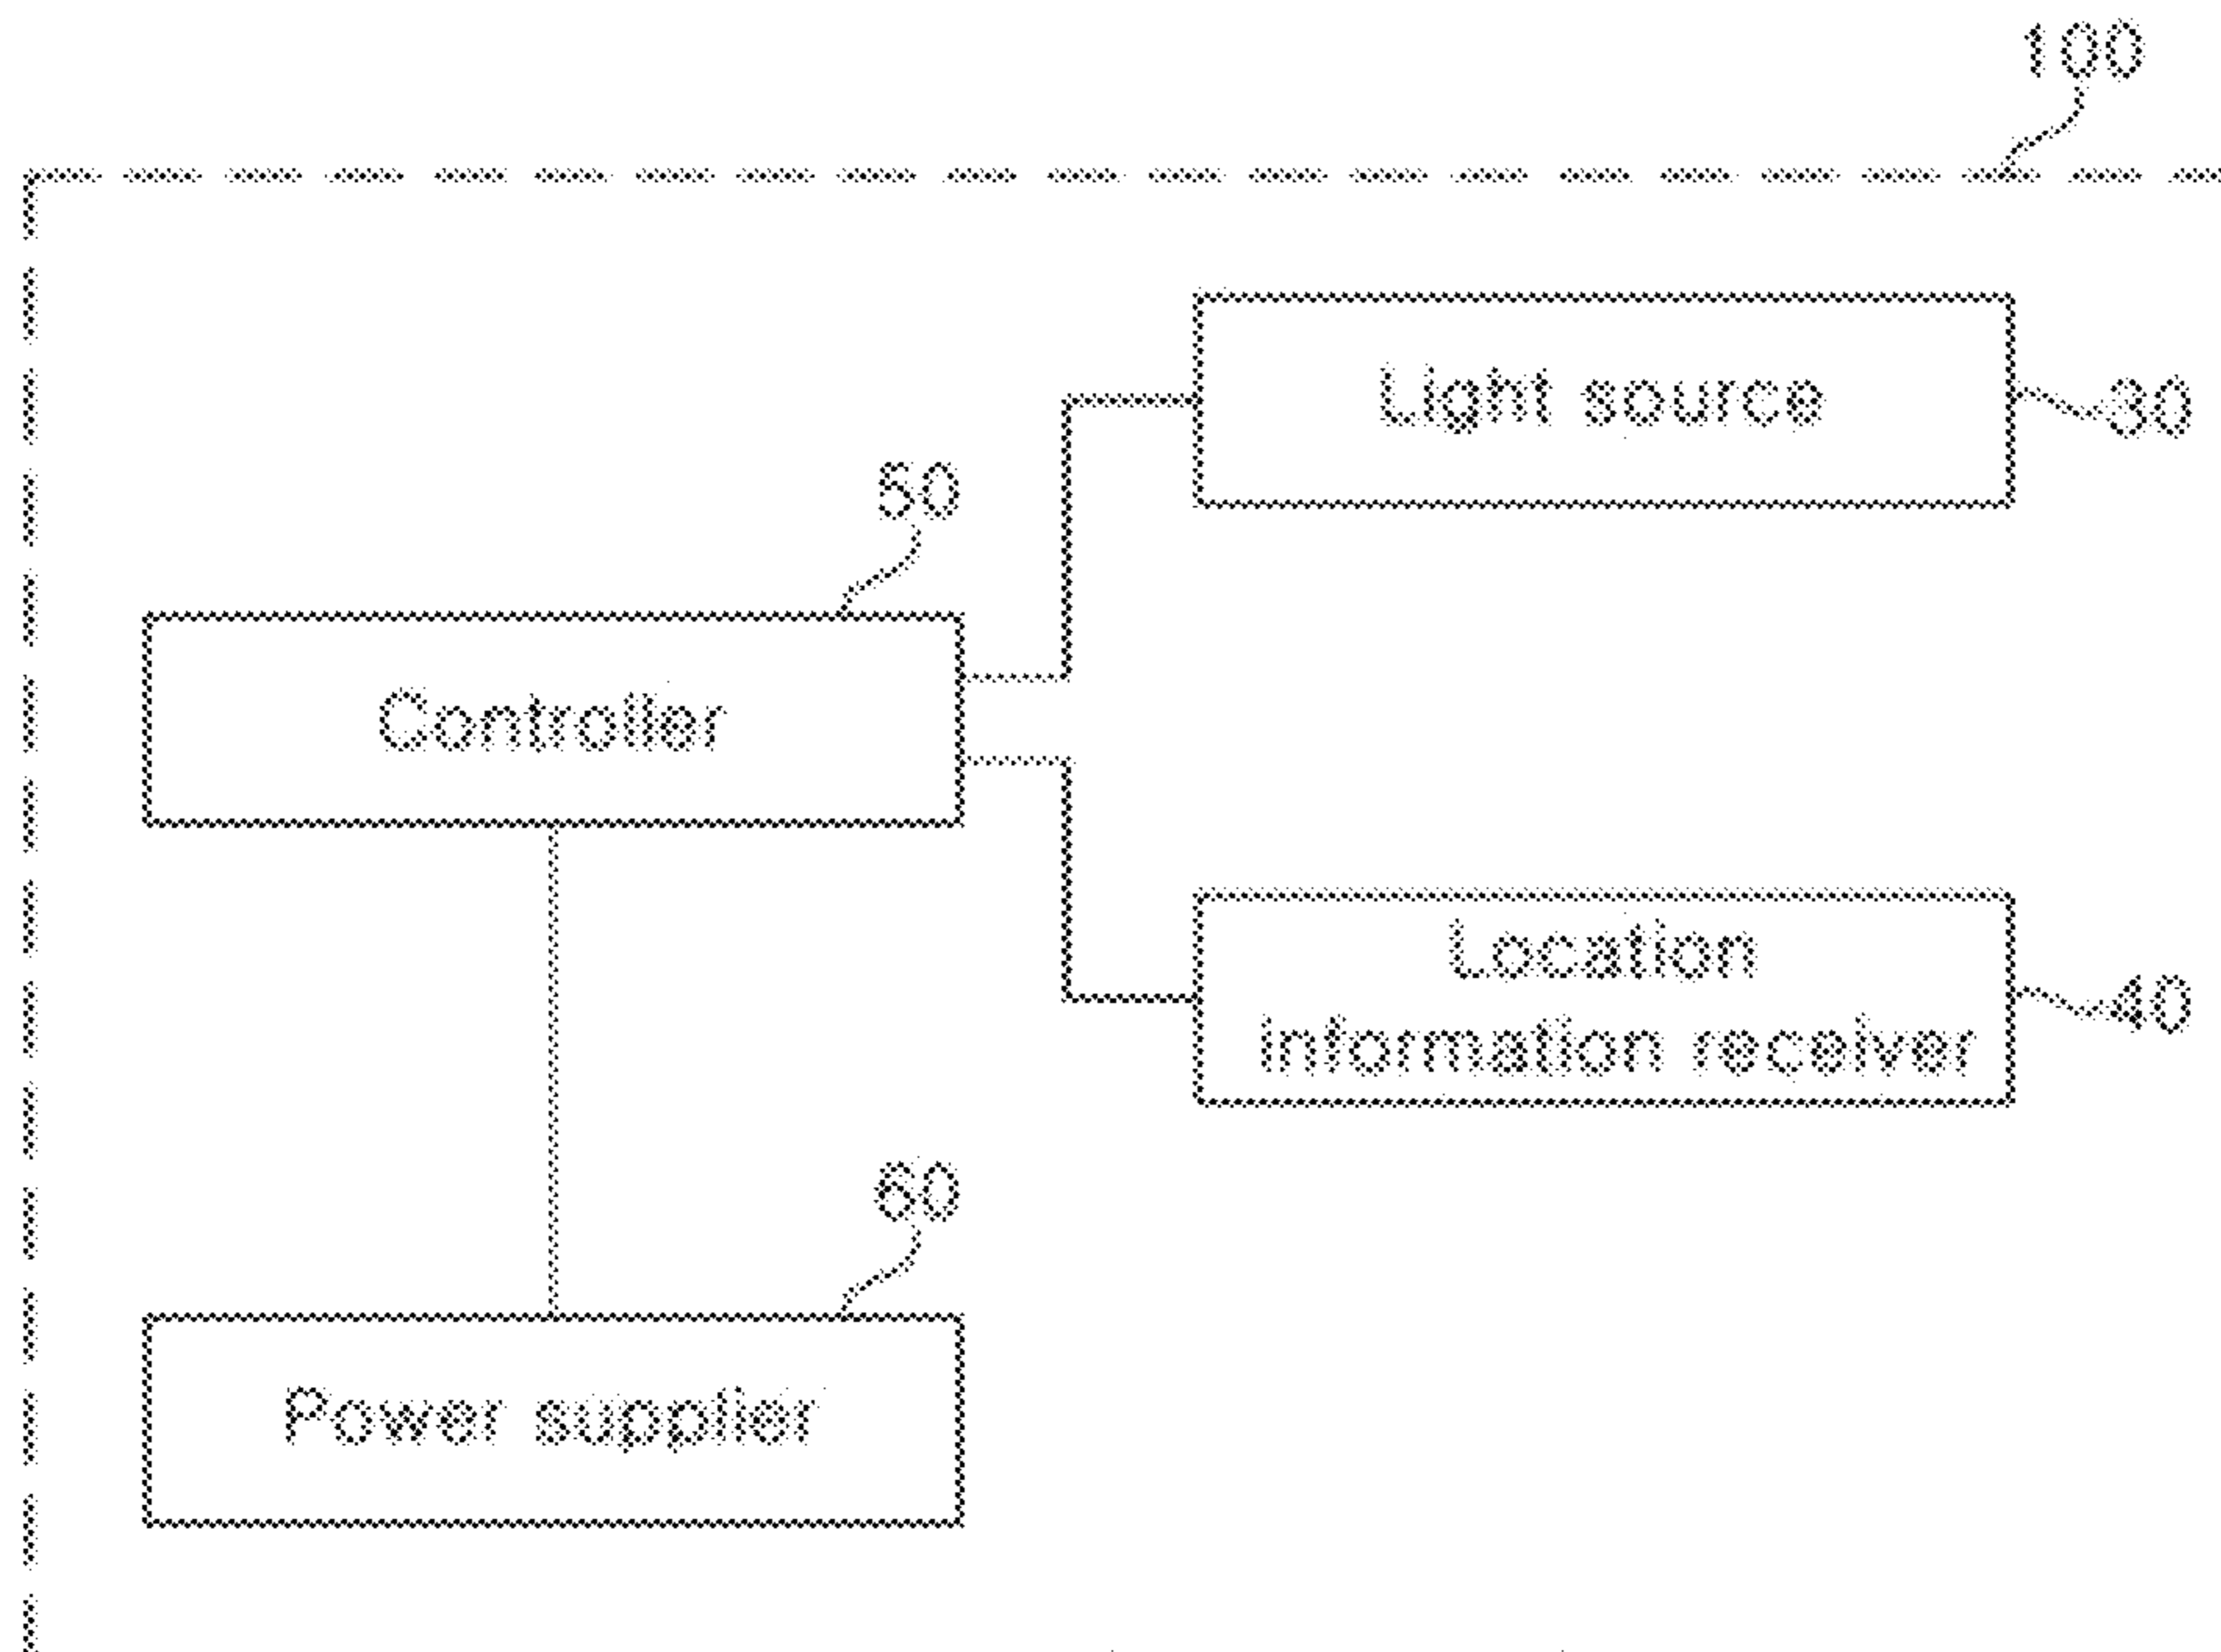 100
Light source
30
50
Controller
Location
information receiver
40
60
Power supplier